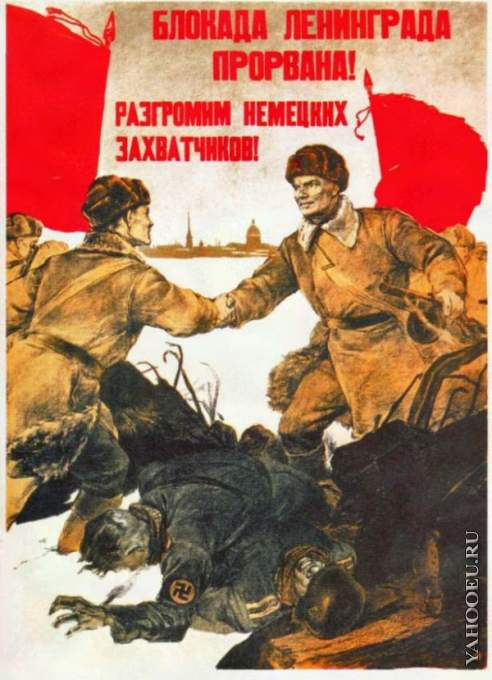 БЛОКАДА ЛЕНИНГРАДА
ПРОРВАНА!
РАЗГРОМИМ НЕМЕЦКИХ
ЗАХВАТЧИКОВ!
YAHOOEU.RU